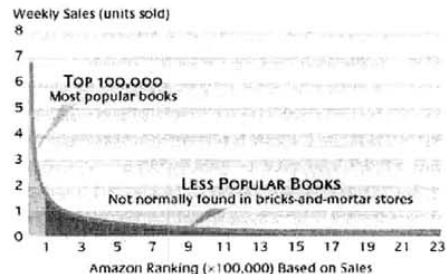 Weekly Sales (units sold)
8
7
6
5
4
3
2
1
0
TOP 100,000
Most popular books
LESS POPULAR BOOKS
Not normally found in bricks-and-mortar stores
1 3 5 7 9 11 13 15 17 19 21 23
Amazon Ranking (×100,000) Based on Sales